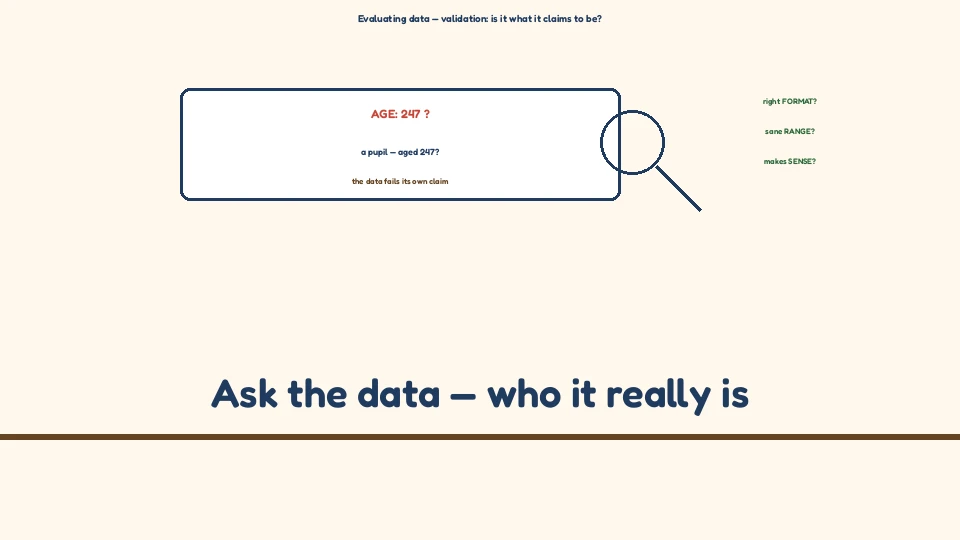 Evaluating data — validation: is it what it claims to be?
AGE: 247 ?
a pupil — aged 247?
the data fails its own claim
right FORMAT?
sane RANGE?
makes SENSE?
Ask the data — who it really is